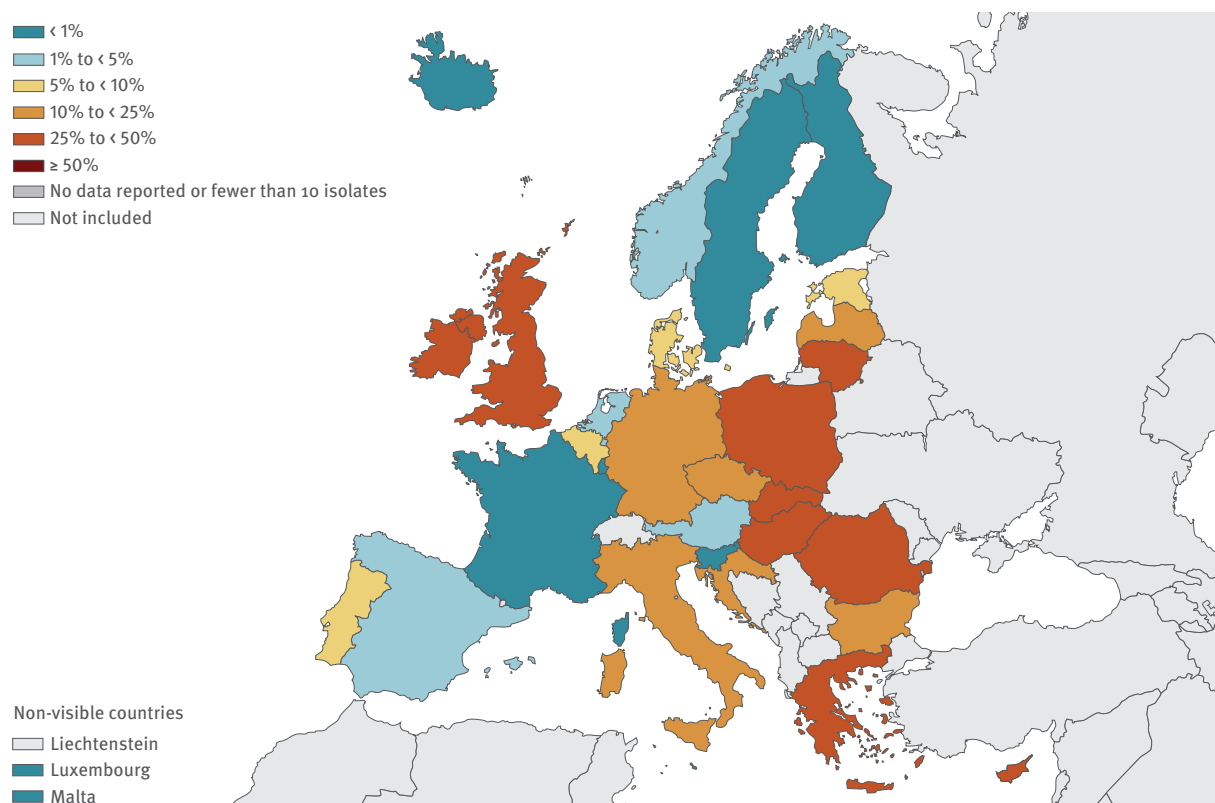 < 1%
1% to < 5%
5% to < 10%
10% to < 25%
25% to < 50%
≥ 50%
No data reported or fewer than 10 isolates
Not included
Non-visible countries
Liechtenstein
Luxembourg
Malta